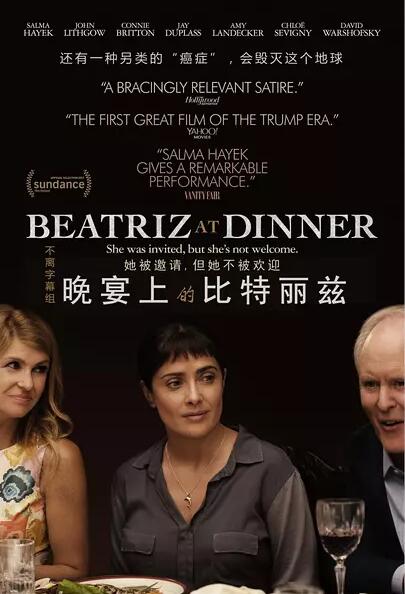 SALMA HAYEK JOHN LITHGOW CONNIE BRITTON JAY DUPLASS AMY LANDECKER CHLOË SEVIGNY DAVID WARSHOFSKY
还有一种另类的“癌症”，会毁灭这个地球
“A BRACINGLY RELEVANT SATIRE.”
Hollywood
“THE FIRST GREAT FILM OF THE TRUMP ERA.”
YAHOO!
MOVIES
“SALMA HAYEK
GIVES A REMARKABLE
PERFORMANCE.”
VANITY FAIR
sundance
BEATRIZ AT DINNER
She was invited, but she's not welcome.
她被邀请，但她不被欢迎
不离字幕组
晚宴上的比特丽兹